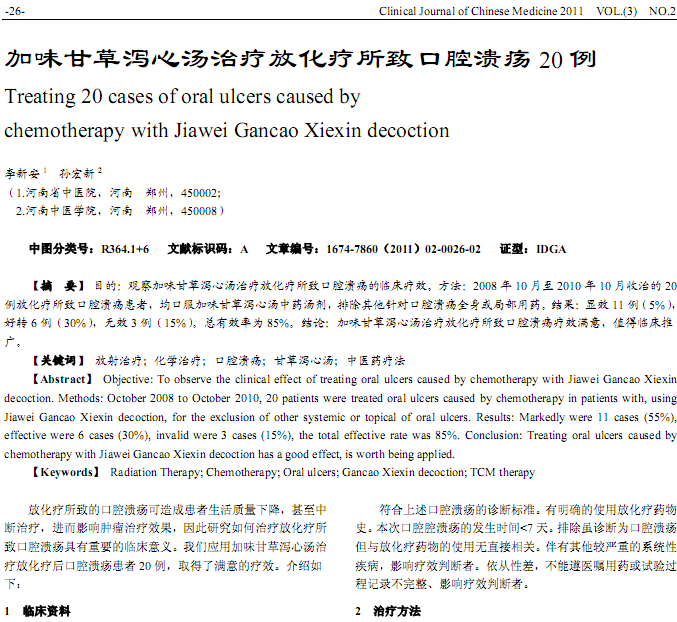 -26- Clinical Journal of Chinese Medicine 2011 VOL.(3) NO.2
加味甘草泻心汤治疗放化疗所致口腔溃疡 20 例
Treating 20 cases of oral ulcers caused by
chemotherapy with Jiawei Gancao Xiexin decoction
李新安1 孙宏新2
（1.河南省中医院，河南 郑州，450002;
2.河南中医学院，河南 郑州，450008）
中图分类号：R364.1+6 文献标识码：A 文章编号：1674-7860（2011）02-0026-02 证型：IDGA
【摘 要】目的：观察加味甘草泻心汤治疗放化疗所致口腔溃疡的临床疗效。方法：2008 年 10 月至 2010 年 10 月收治的 20
例放化疗所致口腔溃疡患者，均口服加味甘草泻心汤中药汤剂，排除其他针对口腔溃疡全身或局部用药。结果：显效 11 例（5%），
好转 6 例（30%），无效 3 例（15%），总有效率为 85%。结论：加味甘草泻心汤治疗放化疗所致口腔溃疡疗效满意，值得临床推
广。
【关键词】放射治疗；化学治疗；口腔溃疡；甘草泻心汤；中医药疗法
【Abstract】 Objective: To observe the clinical effect of treating oral ulcers caused by chemotherapy with Jiawei Gancao Xiexin
decoction. Methods: October 2008 to October 2010, 20 patients were treated oral ulcers caused by chemotherapy in patients with, using
Jiawei Gancao Xiexin decoction, for the exclusion of other systemic or topical of oral ulcers. Results: Markedly were 11 cases (55%),
effective were 6 cases (30%), invalid were 3 cases (15%), the total effective rate was 85%. Conclusion: Treating oral ulcers caused by
chemotherapy with Jiawei Gancao Xiexin decoction has a good effect, is worth being applied.
【Keywords】 Radiation Therapy; Chemotherapy; Oral ulcers; Gancao Xiexin decoction; TCM therapy
放化疗所致的口腔溃疡可造成患者生活质量下降，甚至中
断治疗，进而影响肿瘤治疗效果，因此研究如何治疗放化疗所
致口腔溃疡具有重要的临床意义。我们应用加味甘草泻心汤治
疗放化疗后口腔溃疡患者 20 例，取得了满意的疗效。介绍如
下：
1 临床资料
符合上述口腔溃疡的诊断标准。有明确的使用放化疗药物
史。本次口腔腔溃疡的发生时间<7 天。排除虽诊断为口腔溃疡
但与放化疗药物的使用无直接相关。伴有其他较严重的系统性
疾病，影响疗效判断者。依从性差，不能遵医嘱用药或试验过
程记录不完整、影响疗效判断者。
2 治疗方法